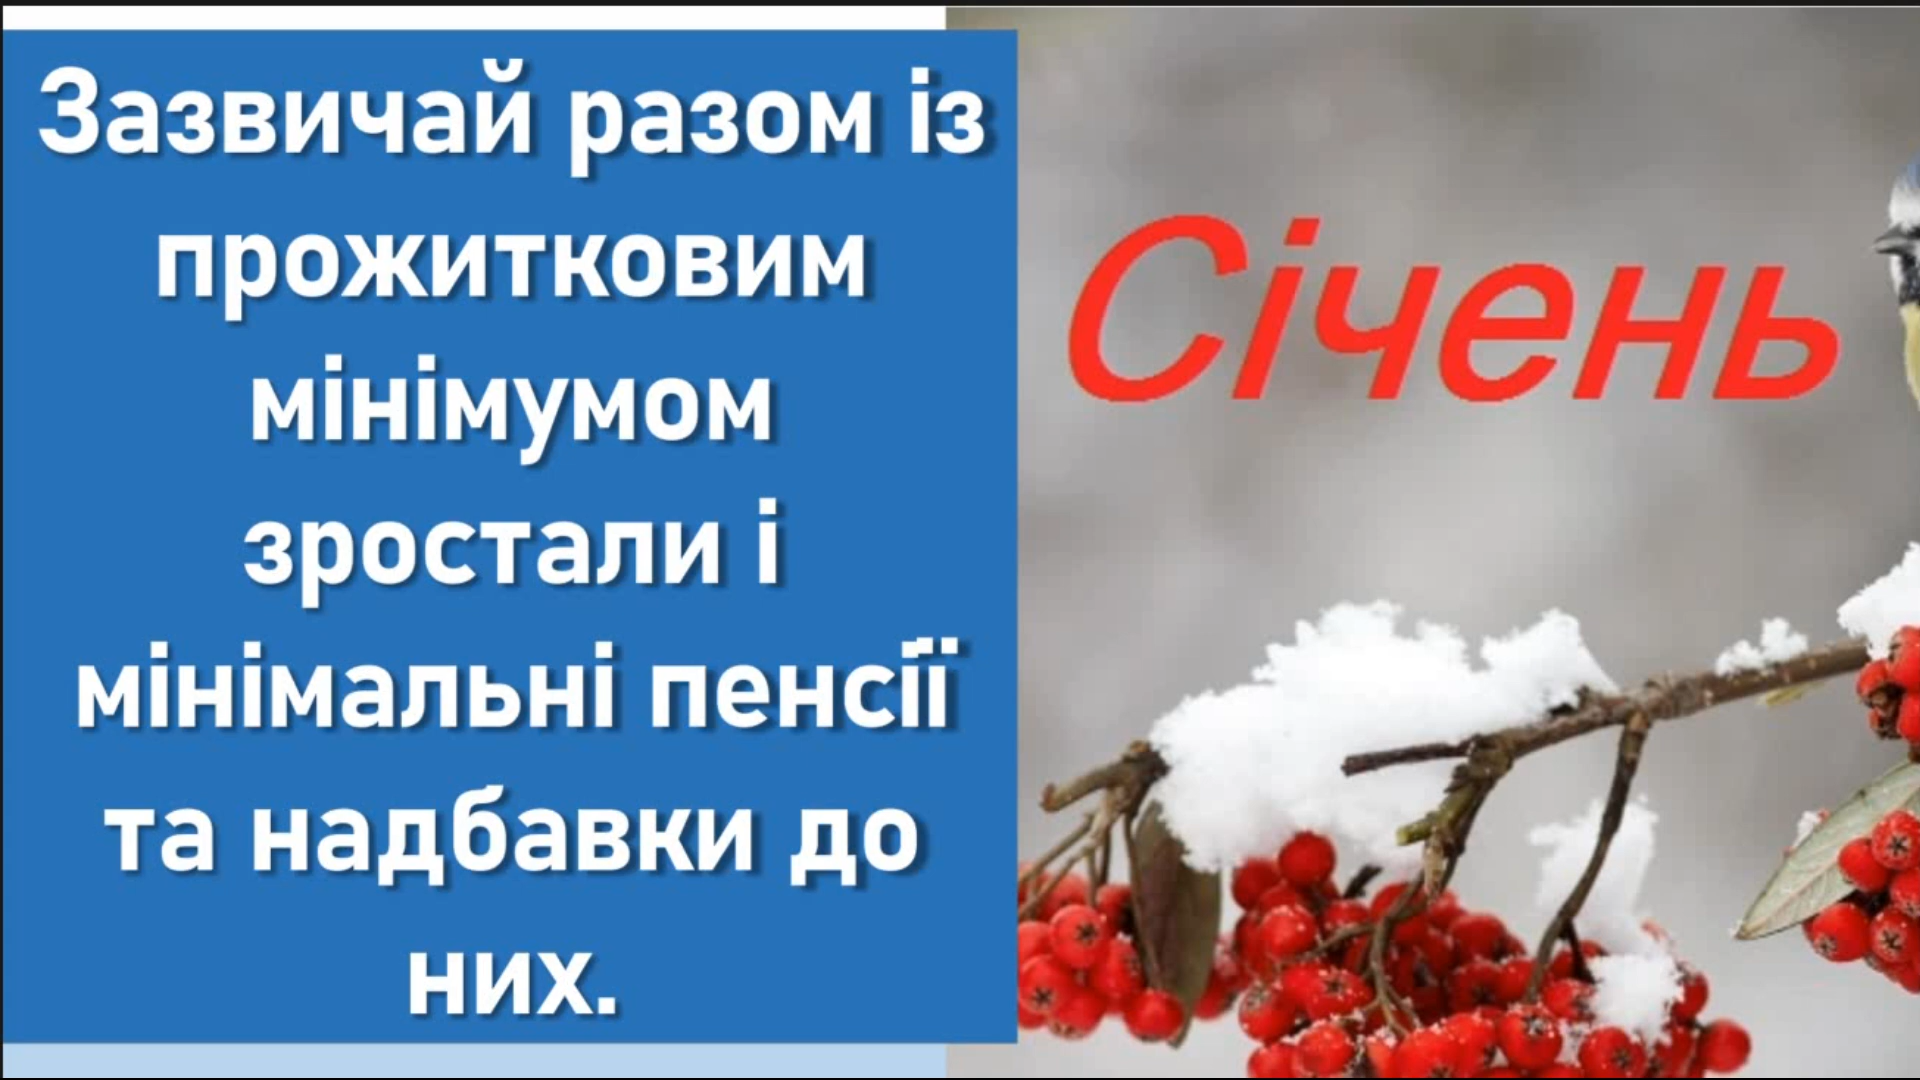 Зазвичай разом із
прожитковим
мінімумом
зростали і
мінімальні пенсії
та надбавки до
них.
Січень